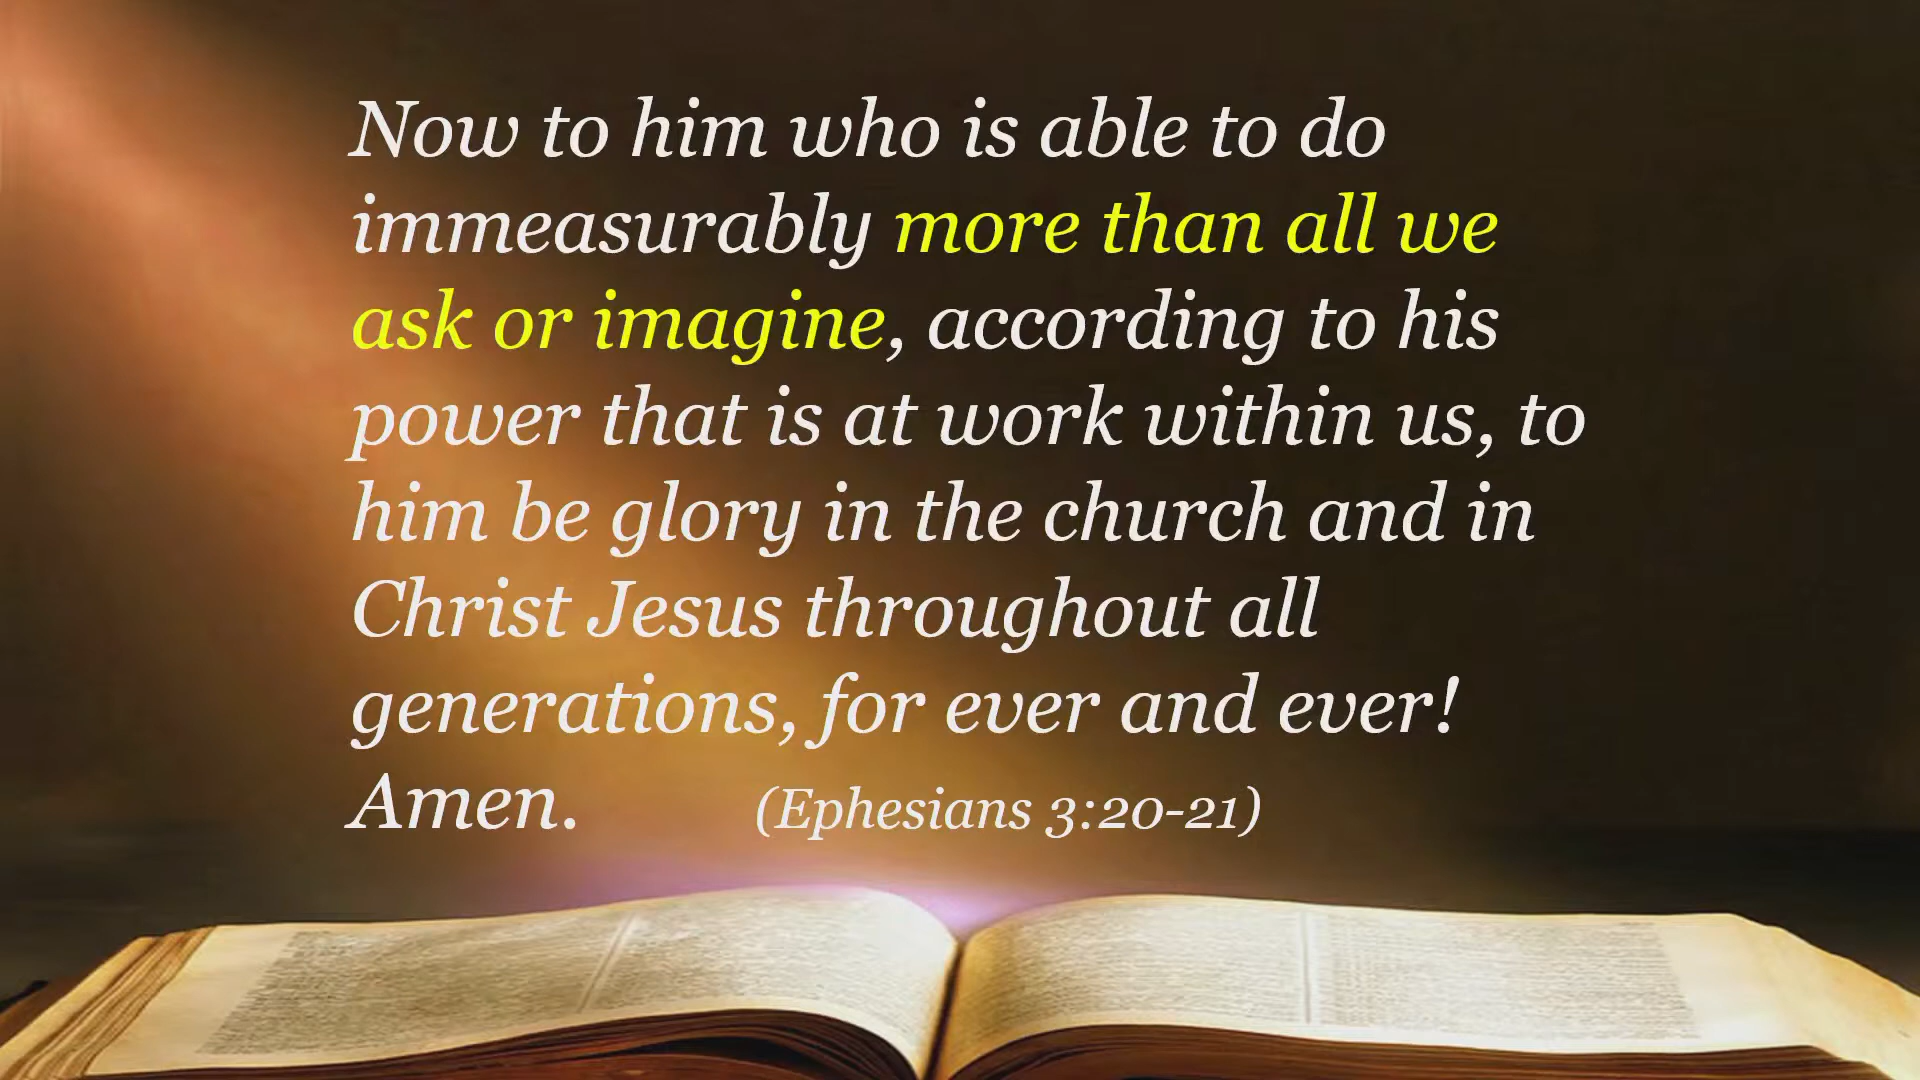 Now to him who is able to do
immeasurably more than all we
ask or imagine, according to his
power that is at work within us, to
him be glory in the church and in
Christ Jesus throughout all
generations, for ever and ever!
Amen. (Ephesians 3:20-21)